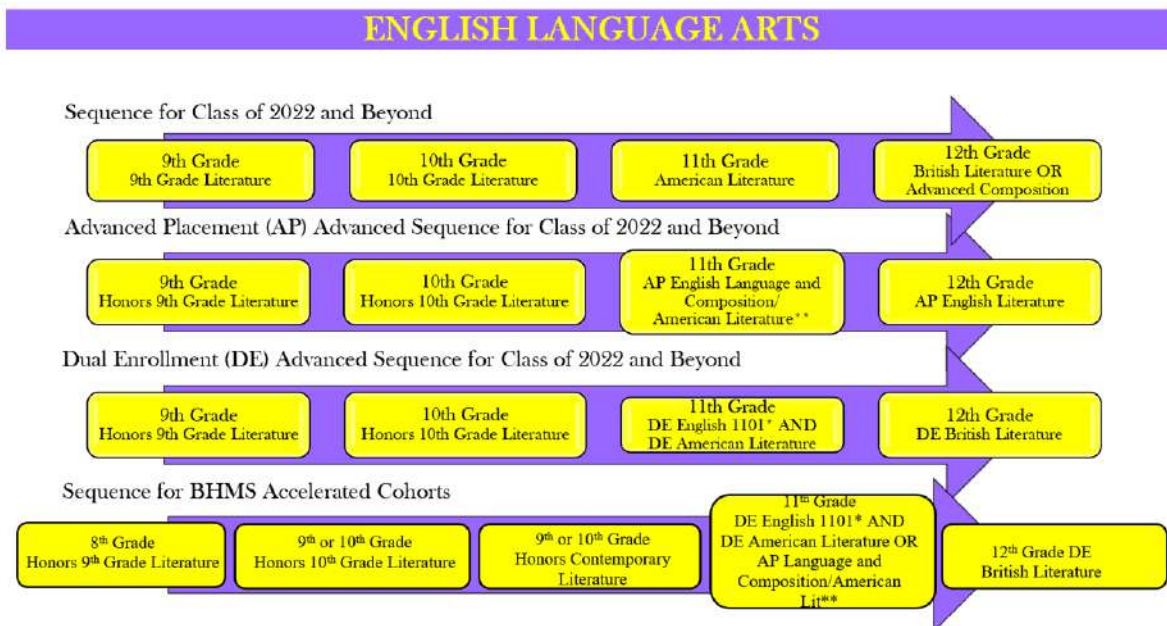 ENGLISH LANGUAGE ARTS
Sequence for Class of 2022 and Beyond
9th Grade
9th Grade Literature
10th Grade
10th Grade Literature
11th Grade
American Literature
12th Grade
British Literature OR
Advanced Composition
Advanced Placement (AP) Advanced Sequence for Class of 2022 and Beyond
9th Grade
Honors 9th Grade Literature
10th Grade
Honors 10th Grade Literature
11th Grade
AP English Language and
Composition/
American Literature**
12th Grade
AP English Literature
Dual Enrollment (DE) Advanced Sequence for Class of 2022 and Beyond
9th Grade
Honors 9th Grade Literature
10th Grade
Honors 10th Grade Literature
11th Grade
DE English 1101* AND
DE American Literature
12th Grade
DE British Literature
Sequence for BHMS Accelerated Cohorts
8th Grade
Honors 9th Grade Literature
9th or 10th Grade
Honors 10th Grade Literature
9th or 10th Grade
Honors Contemporary
Literature
11th Grade
DE English 1101* AND
DE American Literature OR
AP Language and
Composition/American
Lit**
12th Grade DE
British Literature